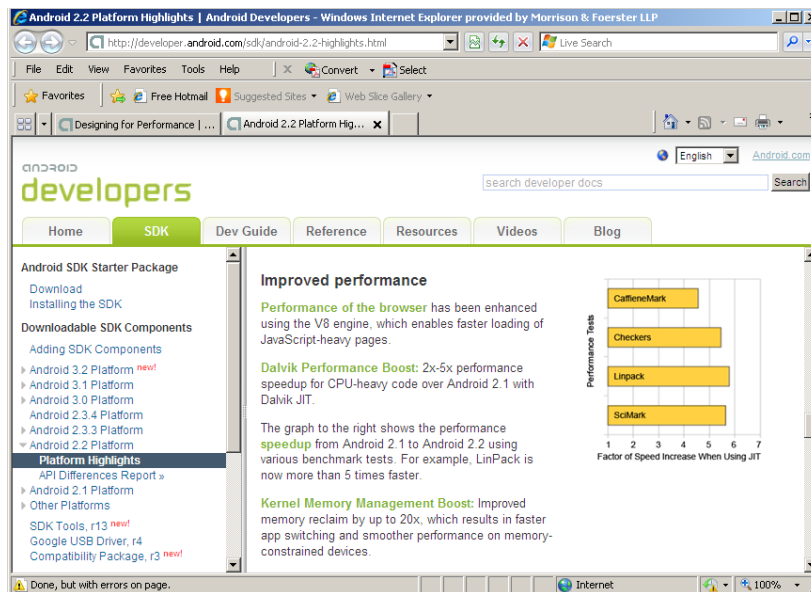 Android 2.2 Platform Highlights | Android Developers - Windows Internet Explorer provided by Morrison & Foerster LLP
http://developer.android.com/sdk/android-2.2-highlights.html
Live Search
File Edit View Favorites Tools Help
Convert
Select
Favorites
Free Hotmail
Suggested Sites
Web Slice Gallery
Designing for Performance | ...
Android 2.2 Platform Hig...
English
Android.com
android
developers
search developer docs
Search
Home
SDK
Dev Guide
Reference
Resources
Videos
Blog
Android SDK Starter Package
Download
Installing the SDK
Downloadable SDK Components
Adding SDK Components
Android 3.2 Platform new!
Android 3.1 Platform
Android 3.0 Platform
Android 2.3.4 Platform
Android 2.3.3 Platform
Android 2.2 Platform
Platform Highlights
API Differences Report »
Android 2.1 Platform
Other Platforms
SDK Tools, r13 new!
Google USB Driver, r4
Compatibility Package, r3 new!
Improved performance
Performance of the browser has been enhanced
using the V8 engine, which enables faster loading of
JavaScript-heavy pages.
Dalvik Performance Boost: 2x-5x performance
speedup for CPU-heavy code over Android 2.1 with
Dalvik JIT.
The graph to the right shows the performance
speedup from Android 2.1 to Android 2.2 using
various benchmark tests. For example, LinPack is
now more than 5 times faster.
Kernel Memory Management Boost: Improved
memory reclaim by up to 20x, which results in faster
app switching and smoother performance on memory-
constrained devices.
Performance Tests
CaffieneMark
Checkers
Linpack
SciMark
1 2 3 4 5 6 7
Factor of Speed Increase When Using JIT
Done, but with errors on page.
Internet
100%